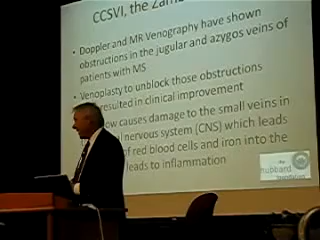 CCSVI, the Zam
• Doppler and MR Venography have shown
obstructions in the jugular and azygos veins of
patients with MS
• Venoplasty to unblock those obstructions
resulted in clinical improvement
ow causes damage to the small veins in
al nervous system (CNS) which leads
of red blood cells and iron into the
leads to inflammation
the
Hubbard
foundation